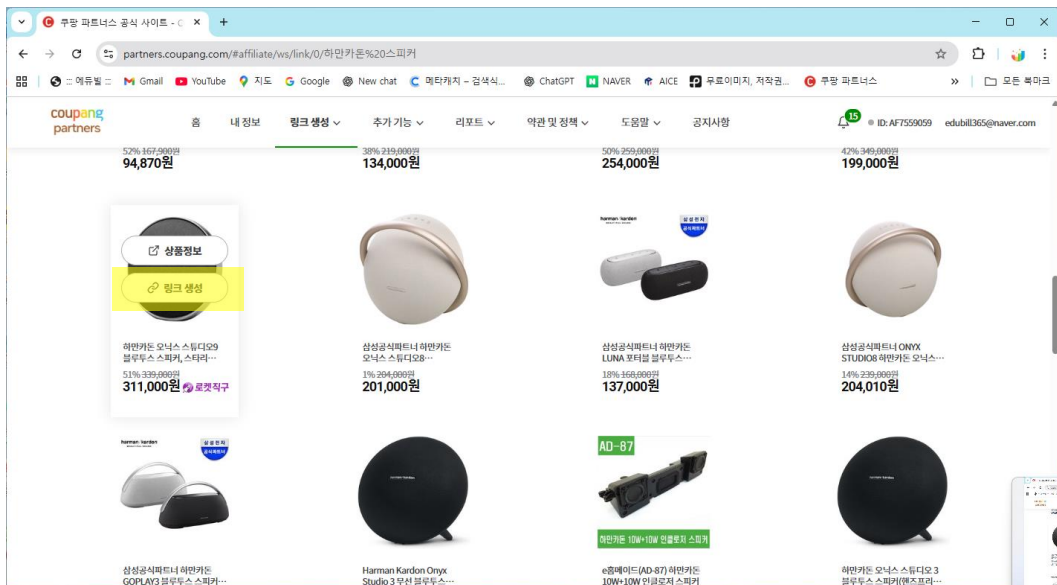 쿠팡 파트너스 공식 사이트 - C
partners.coupang.com/#affiliate/ws/link/0/하만카돈%20스피커
::: 에듀빌 ::: Gmail YouTube 지도 Google New chat 메타캐지 – 검색식... ChatGPT NAVER AICE 무료이미지, 저작권... 쿠팡 파트너스 » 모든 북마크
coupang partners
홈 내 정보 링크 생성 추가 기능 리포트 약관 및 정책 도움말 공지사항 15 ID: AF7559059 edubill365@naver.com
52% 167,900원 38% 219,000원 50% 259,000원 42% 349,000원
94,870원 134,000원 254,000원 199,000원
상품정보
링크 생성
harman/kardon 삼성전자 공식파트너
하만카돈 오닉스 스튜디오9 삼성공식파트너 하만카돈 삼성공식파트너 하만카돈 삼성공식파트너 ONYX
블루투스 스피커, 스타리··· 오닉스 스튜디오8··· LUNA 포터블 블루투스··· STUDIO8 하만카돈 오닉스···
51% 339,000원 1% 204,000원 18% 168,000원 14% 239,000원
311,000원 로켓직구 201,000원 137,000원 204,010원
harman/kardon 삼성전자 공식파트너
AD-87
하만카돈 10W+10W 인클로저 스피커
삼성공식파트너 하만카돈 Harman Kardon Onyx e홈메이드(AD-87) 하만카돈 하만카돈 오닉스 스튜디오 3
GOPLAY3 블루투스 스피커··· Studio 3 무선 블루투스··· 10W+10W 인클로저 스피커 블루투스 스피커(핸즈프리···